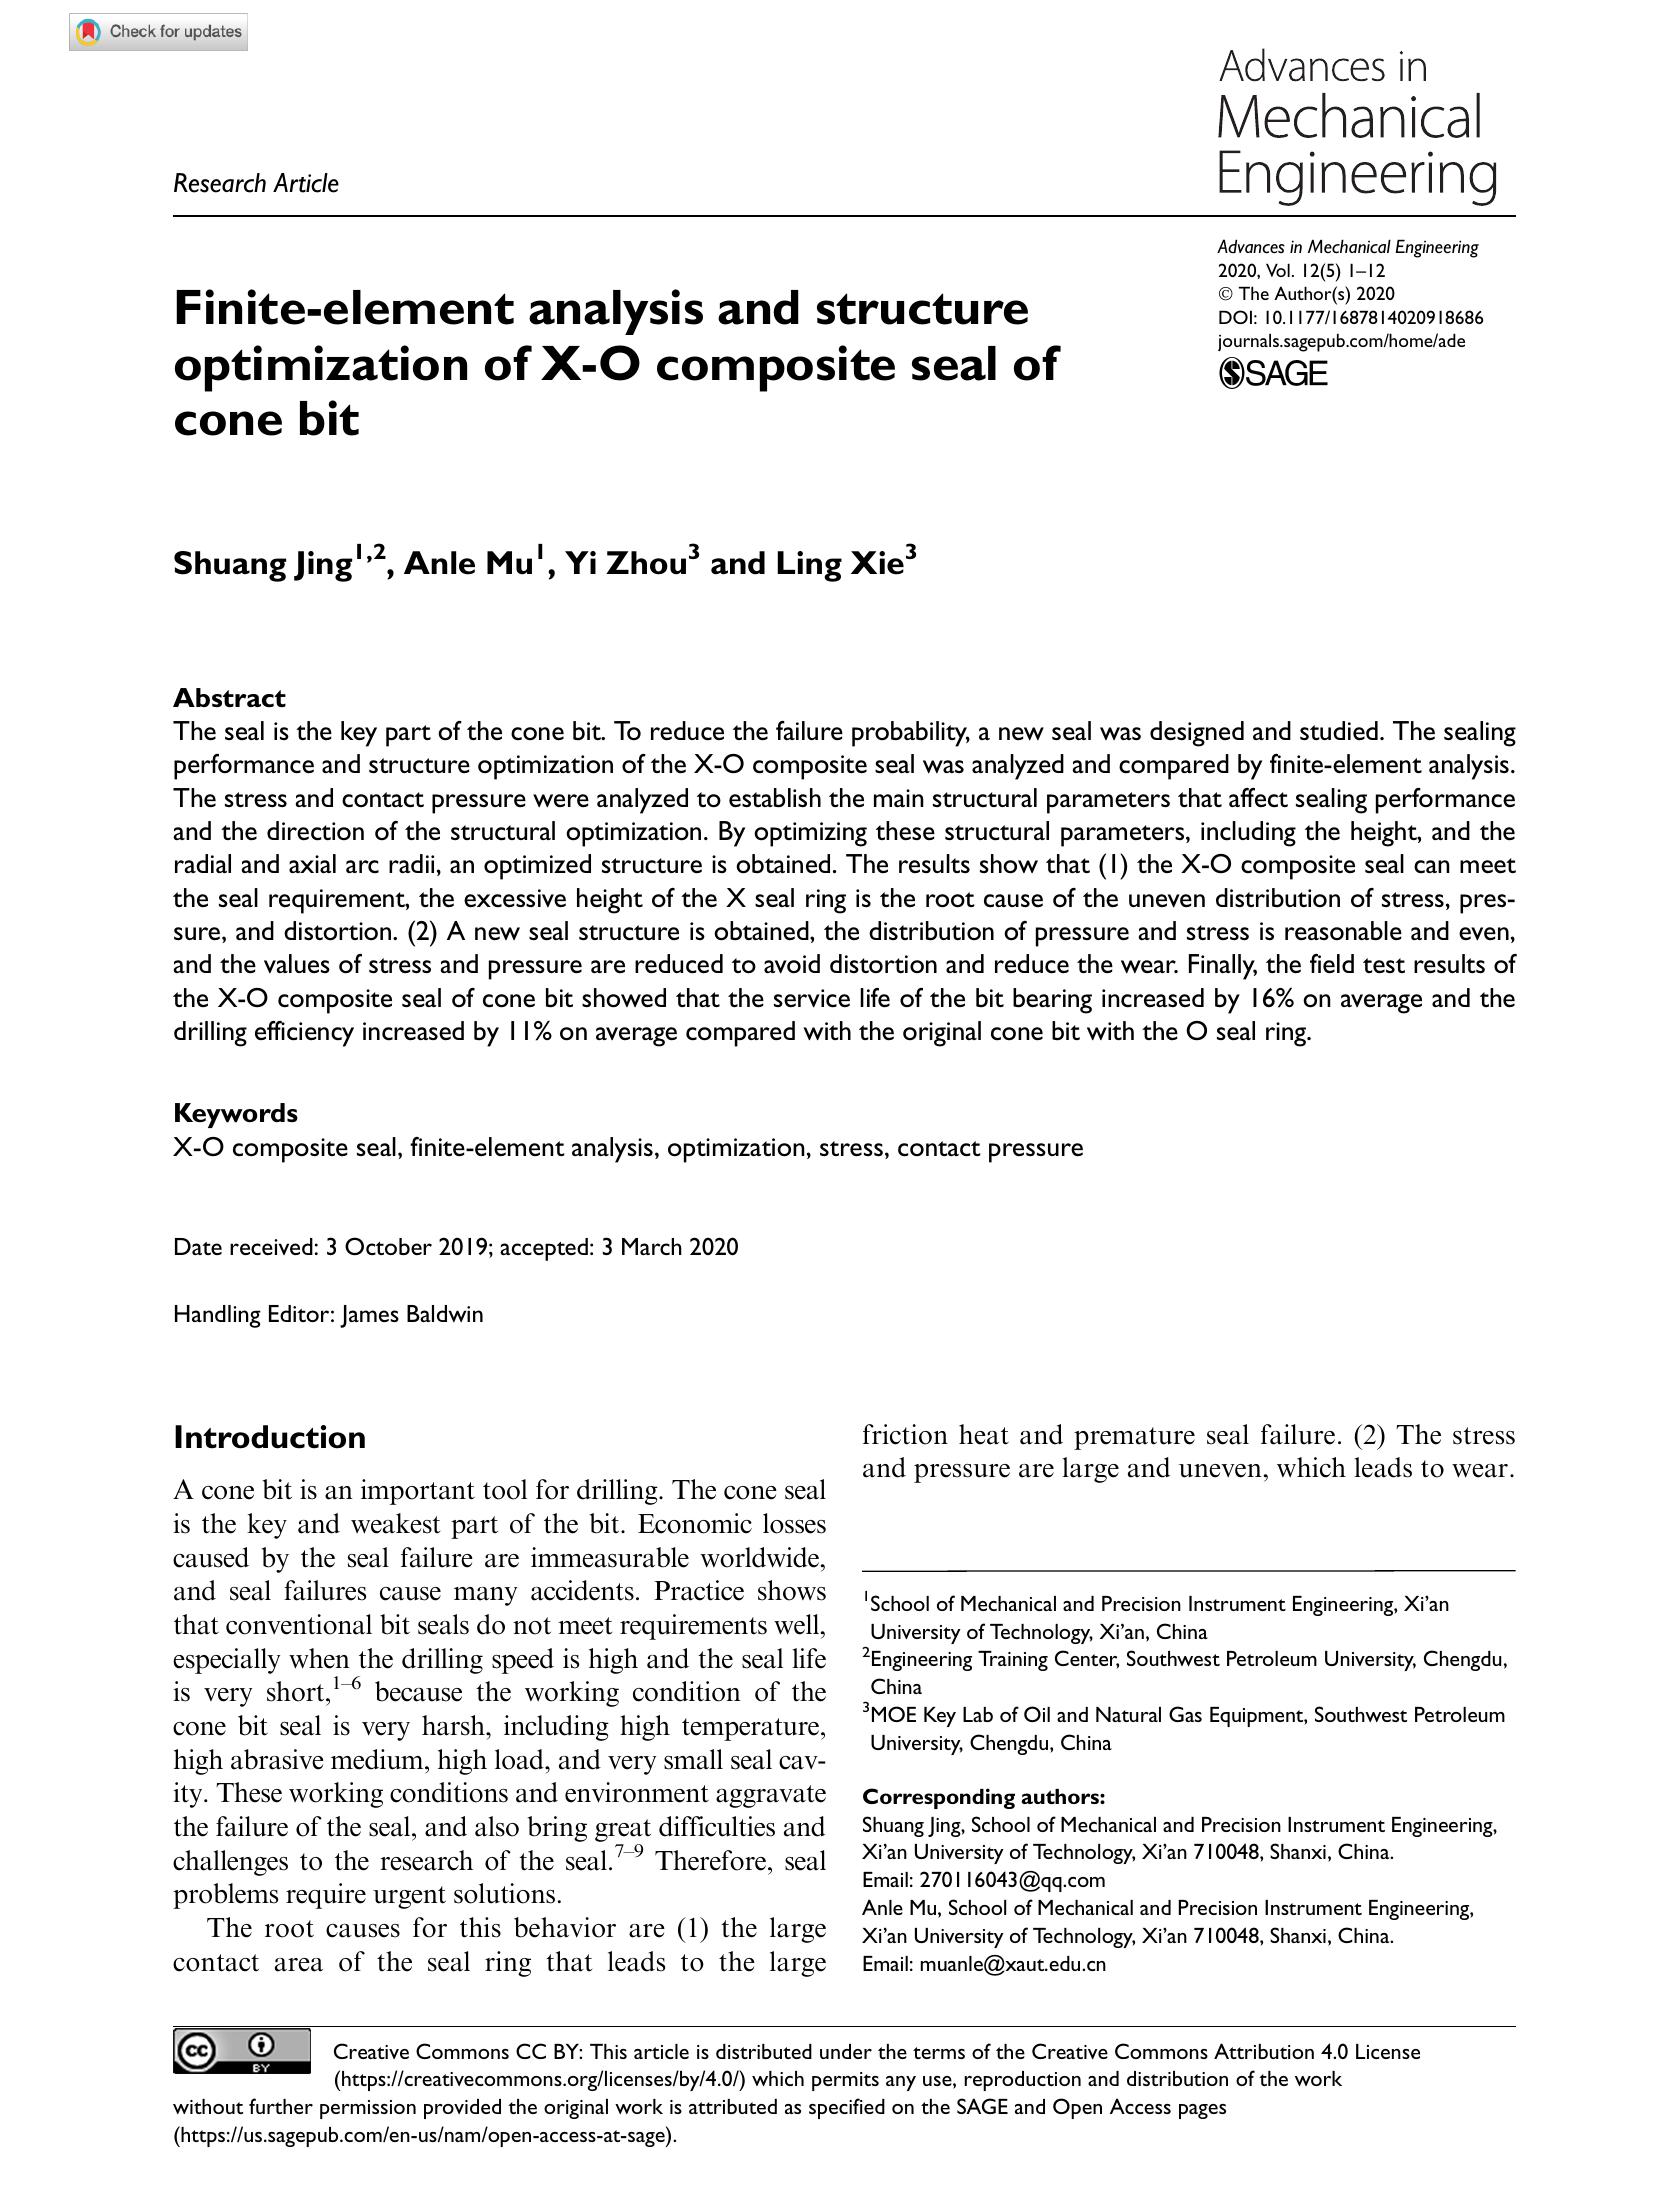 Check for updates
Advances in
Mechanical
Engineering
Research Article
Advances in Mechanical Engineering
2020, Vol. 12(5) 1–12
© The Author(s) 2020
DOI: 10.1177/1687814020918686
journals.sagepub.com/home/ade
SAGE
Finite-element analysis and structure
optimization of X-O composite seal of
cone bit
Shuang Jing1,2, Anle Mu1, Yi Zhou3 and Ling Xie3
Abstract
The seal is the key part of the cone bit. To reduce the failure probability, a new seal was designed and studied. The sealing
performance and structure optimization of the X-O composite seal was analyzed and compared by finite-element analysis.
The stress and contact pressure were analyzed to establish the main structural parameters that affect sealing performance
and the direction of the structural optimization. By optimizing these structural parameters, including the height, and the
radial and axial arc radii, an optimized structure is obtained. The results show that (1) the X-O composite seal can meet
the seal requirement, the excessive height of the X seal ring is the root cause of the uneven distribution of stress, pres-
sure, and distortion. (2) A new seal structure is obtained, the distribution of pressure and stress is reasonable and even,
and the values of stress and pressure are reduced to avoid distortion and reduce the wear. Finally, the field test results of
the X-O composite seal of cone bit showed that the service life of the bit bearing increased by 16% on average and the
drilling efficiency increased by 11% on average compared with the original cone bit with the O seal ring.
Keywords
X-O composite seal, finite-element analysis, optimization, stress, contact pressure
Date received: 3 October 2019; accepted: 3 March 2020
Handling Editor: James Baldwin
Introduction
A cone bit is an important tool for drilling. The cone seal
is the key and weakest part of the bit. Economic losses
caused by the seal failure are immeasurable worldwide,
and seal failures cause many accidents. Practice shows
that conventional bit seals do not meet requirements well,
especially when the drilling speed is high and the seal life
is very short,1–6 because the working condition of the
cone bit seal is very harsh, including high temperature,
high abrasive medium, high load, and very small seal cav-
ity. These working conditions and environment aggravate
the failure of the seal, and also bring great difficulties and
challenges to the research of the seal.7–9 Therefore, seal
problems require urgent solutions.
The root causes for this behavior are (1) the large
contact area of the seal ring that leads to the large
friction heat and premature seal failure. (2) The stress
and pressure are large and uneven, which leads to wear.
1School of Mechanical and Precision Instrument Engineering, Xi’an
University of Technology, Xi’an, China
2Engineering Training Center, Southwest Petroleum University, Chengdu,
China
3MOE Key Lab of Oil and Natural Gas Equipment, Southwest Petroleum
University, Chengdu, China
Corresponding authors:
Shuang Jing, School of Mechanical and Precision Instrument Engineering,
Xi’an University of Technology, Xi’an 710048, Shanxi, China.
Email: 270116043@qq.com
Anle Mu, School of Mechanical and Precision Instrument Engineering,
Xi’an University of Technology, Xi’an 710048, Shanxi, China.
Email: muanle@xaut.edu.cn
cc BY
Creative Commons CC BY: This article is distributed under the terms of the Creative Commons Attribution 4.0 License
(https://creativecommons.org/licenses/by/4.0/) which permits any use, reproduction and distribution of the work
without further permission provided the original work is attributed as specified on the SAGE and Open Access pages
(https://us.sagepub.com/en-us/nam/open-access-at-sage).